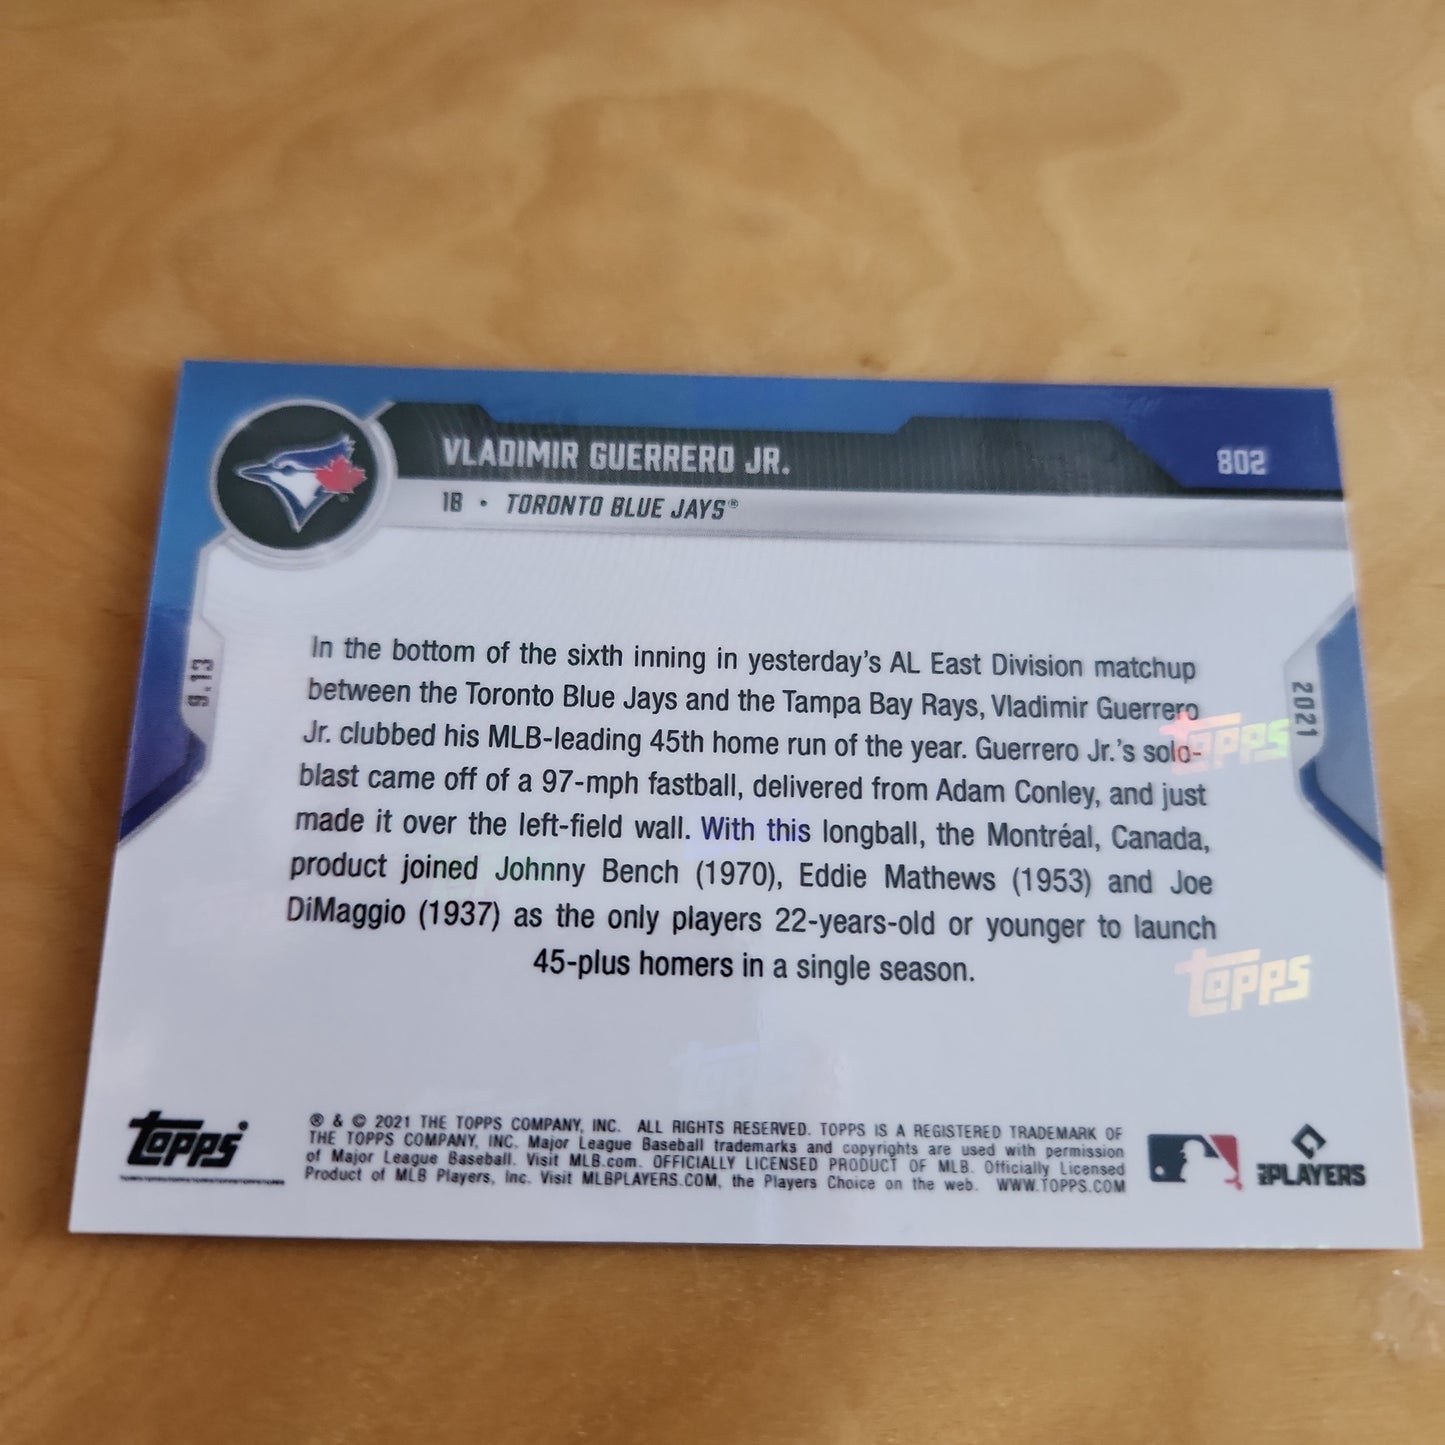 VLADIMIR GUERRERO JR.
802
1B • TORONTO BLUE JAYS®
9.13
2021
In the bottom of the sixth inning in yesterday's AL East Division matchup
between the Toronto Blue Jays and the Tampa Bay Rays, Vladimir Guerrero
Jr. clubbed his MLB-leading 45th home run of the year. Guerrero Jr.'s solo-
blast came off of a 97-mph fastball, delivered from Adam Conley, and just
made it over the left-field wall. With this longball, the Montréal, Canada,
product joined Johnny Bench (1970), Eddie Mathews (1953) and Joe
DiMaggio (1937) as the only players 22-years-old or younger to launch
45-plus homers in a single season.
Topps
Topps
Topps
Topps
® & © 2021 THE TOPPS COMPANY, INC. ALL RIGHTS RESERVED. TOPPS IS A REGISTERED TRADEMARK OF
THE TOPPS COMPANY, INC. Major League Baseball trademarks and copyrights are used with permission
of Major League Baseball. Visit MLB.com. OFFICIALLY LICENSED PRODUCT OF MLB. Officially Licensed
Product of MLB Players, Inc. Visit MLBPLAYERS.COM, the Players Choice on the web. WWW.TOPPS.COM
PLAYERS